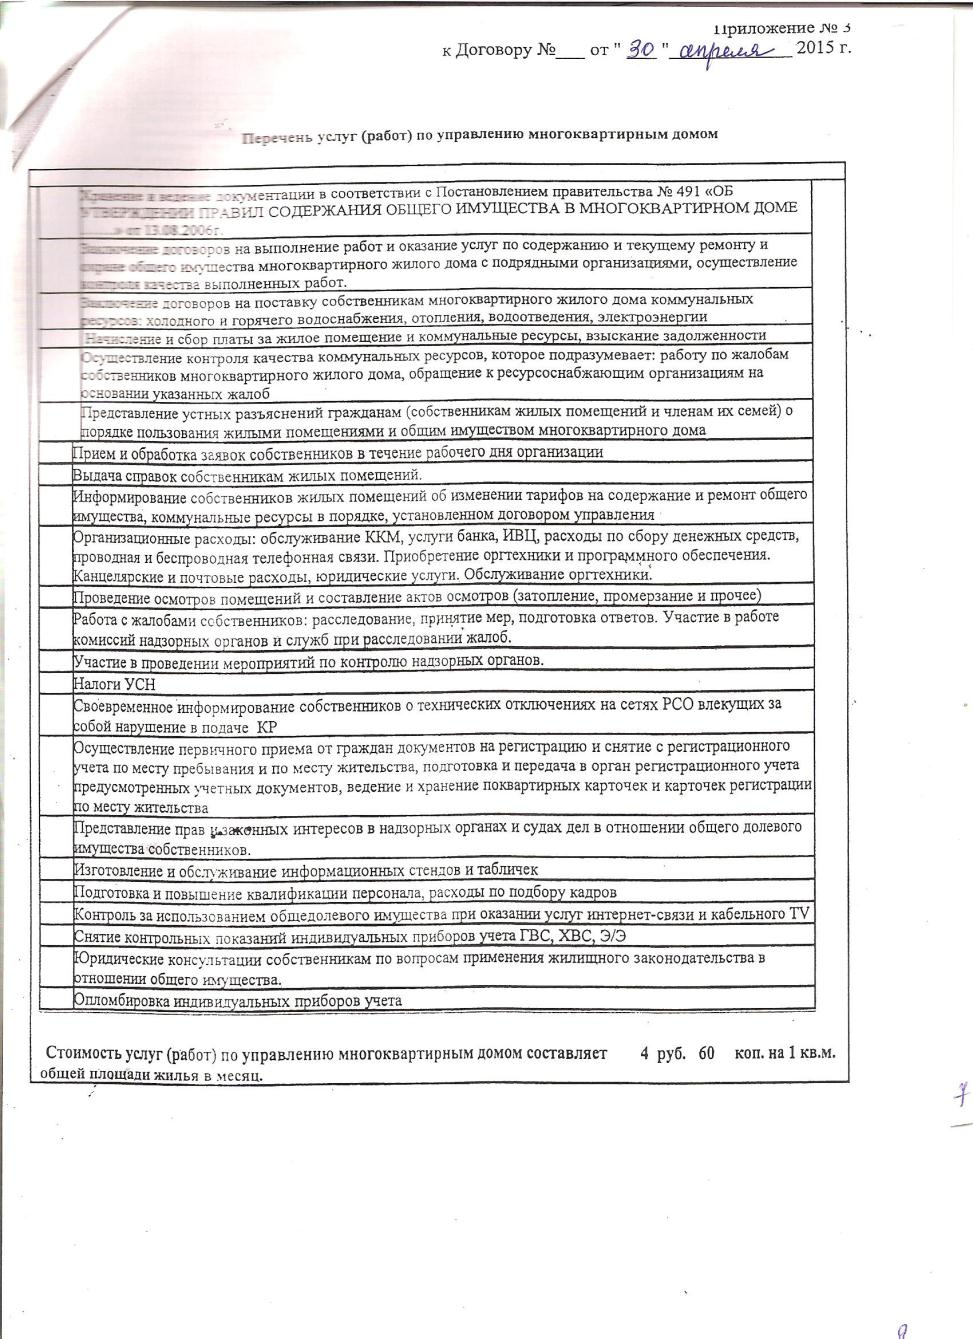 Приложение № 3
к Договору №___ от " 30 " апреля 2015 г.
Перечень услуг (работ) по управлению многоквартирным домом
Хранение и ведение документации в соответствии с Постановлением правительства № 491 «ОБ
УТВЕРЖДЕНИИ ПРАВИЛ СОДЕРЖАНИЯ ОБЩЕГО ИМУЩЕСТВА В МНОГОКВАРТИРНОМ ДОМЕ
.....» от 13.08.2006г.
Заключение договоров на выполнение работ и оказание услуг по содержанию и текущему ремонту и
охране общего имущества многоквартирного жилого дома с подрядными организациями, осуществление
контроля качества выполненных работ.
Заключение договоров на поставку собственникам многоквартирного жилого дома коммунальных
ресурсов: холодного и горячего водоснабжения, отопления, водоотведения, электроэнергии
Начисление и сбор платы за жилое помещение и коммунальные ресурсы, взыскание задолженности
Осуществление контроля качества коммунальных ресурсов, которое подразумевает: работу по жалобам
собственников многоквартирного жилого дома, обращение к ресурсоснабжающим организациям на
основании указанных жалоб
Представление устных разъяснений гражданам (собственникам жилых помещений и членам их семей) о
порядке пользования жилыми помещениями и общим имуществом многоквартирного дома
Прием и обработка заявок собственников в течение рабочего дня организации
Выдача справок собственникам жилых помещений.
Информирование собственников жилых помещений об изменении тарифов на содержание и ремонт общего
имущества, коммунальные ресурсы в порядке, установленном договором управления
Организационные расходы: обслуживание ККМ, услуги банка, ИВЦ, расходы по сбору денежных средств,
проводная и беспроводная телефонная связи. Приобретение оргтехники и программного обеспечения.
Канцелярские и почтовые расходы, юридические услуги. Обслуживание оргтехники.
Проведение осмотров помещений и составление актов осмотров (затопление, промерзание и прочее)
Работа с жалобами собственников: расследование, принятие мер, подготовка ответов. Участие в работе
комиссий надзорных органов и служб при расследовании жалоб.
Участие в проведении мероприятий по контролю надзорных органов.
Налоги УСН
Своевременное информирование собственников о технических отключениях на сетях РСО влекущих за
собой нарушение в подаче КР
Осуществление первичного приема от граждан документов на регистрацию и снятие с регистрационного
учета по месту пребывания и по месту жительства, подготовка и передача в орган регистрационного учета
предусмотренных учетных документов, ведение и хранение поквартирных карточек и карточек регистрации
по месту жительства
Представление прав и законных интересов в надзорных органах и судах дел в отношении общего долевого
имущества собственников.
Изготовление и обслуживание информационных стендов и табличек
Подготовка и повышение квалификации персонала, расходы по подбору кадров
Контроль за использованием общедолевого имущества при оказании услуг интернет-связи и кабельного TV
Снятие контрольных показаний индивидуальных приборов учета ГВС, ХВС, Э/Э
Юридические консультации собственникам по вопросам применения жилищного законодательства в
отношении общего имущества.
Опломбировка индивидуальных приборов учета
Стоимость услуг (работ) по управлению многоквартирным домом составляет 4 руб. 60 коп. на 1 кв.м.
общей площади жилья в месяц.